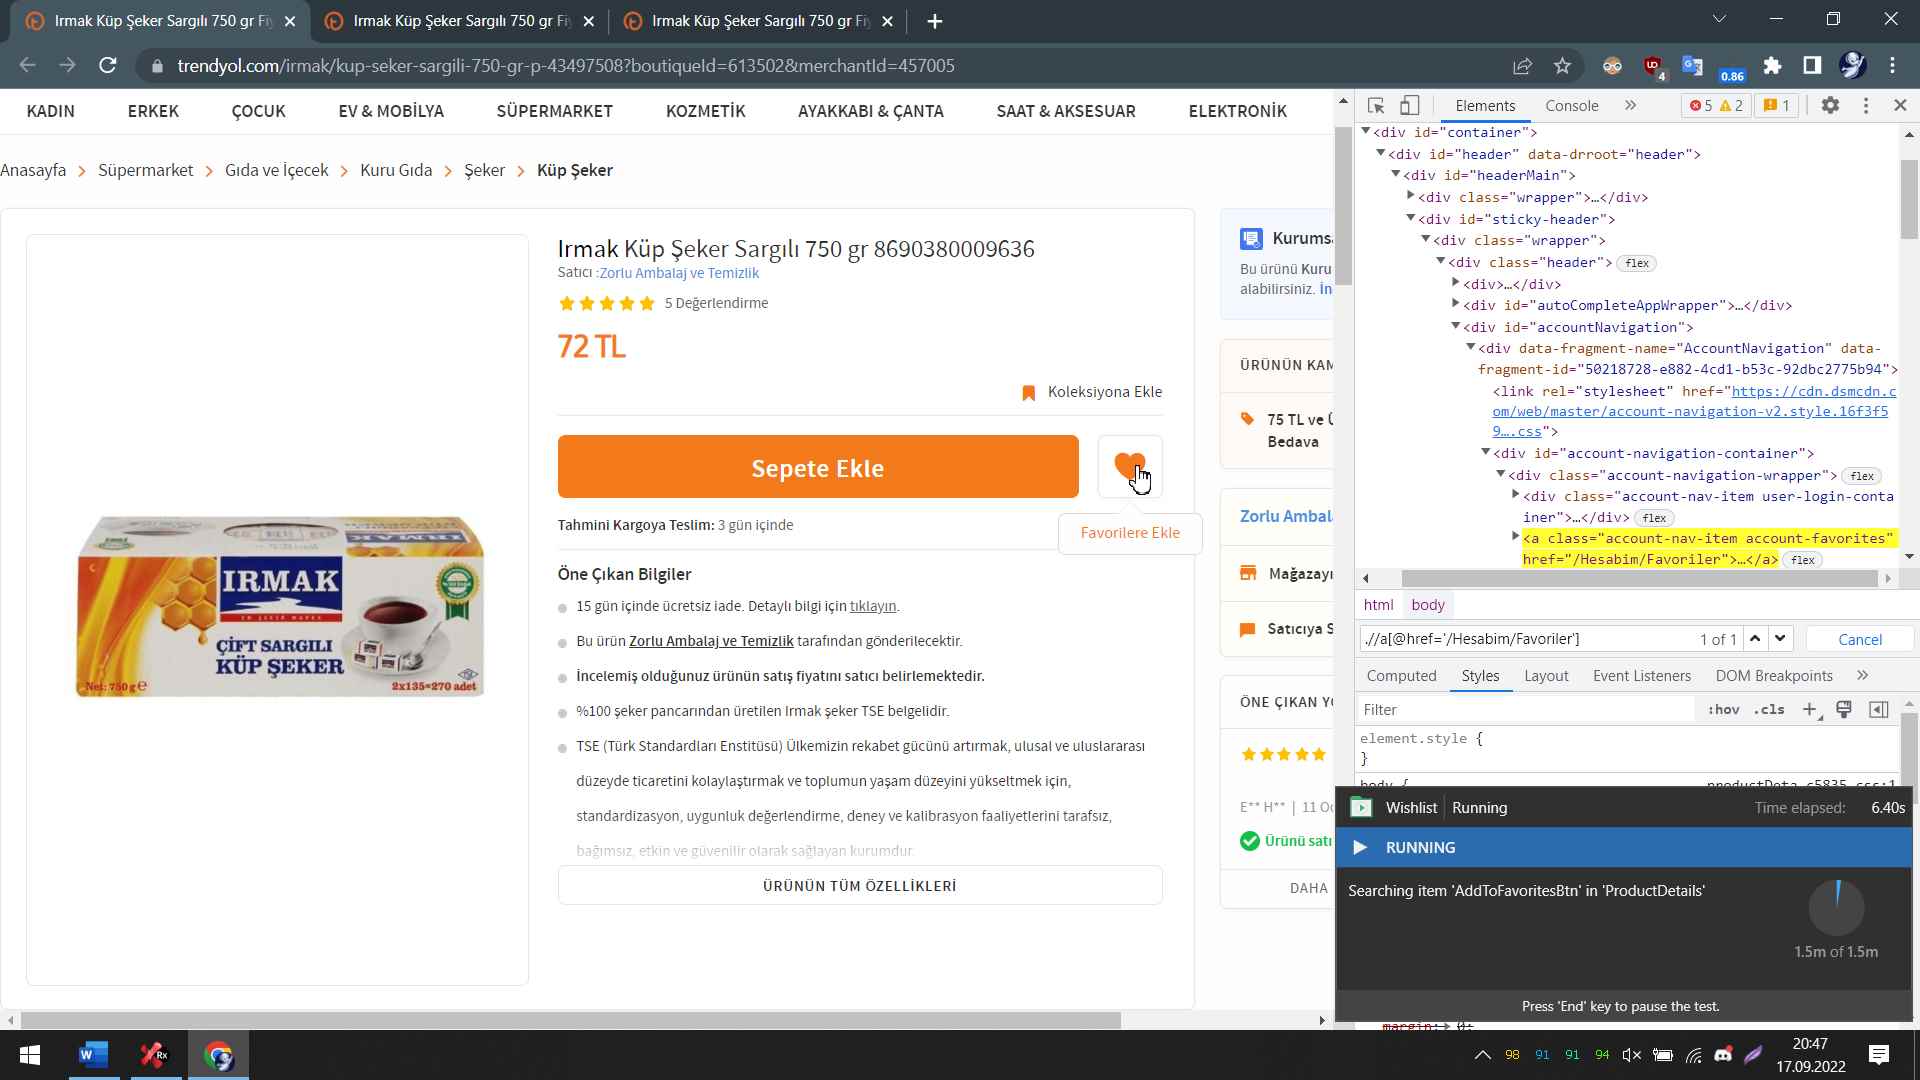 Irmak Küp Şeker Sargılı 750 gr Fiy
Irmak Küp Şeker Sargılı 750 gr Fiy
Irmak Küp Şeker Sargılı 750 gr Fiy
trendyol.com/irmak/kup-seker-sargili-750-gr-p-43497508?boutiqueId=613502&merchantId=457005
4
0.86
KADIN ERKEK ÇOCUK EV & MOBİLYA SÜPERMARKET KOZMETİK AYAKKABI & ÇANTA SAAT & AKSESUAR ELEKTRONİK
Anasayfa > Süpermarket > Gıda ve İçecek > Kuru Gıda > Şeker > Küp Şeker
IRMAK
ÇİFT SARGILI
KÜP ŞEKER
Net: 750 g e
2x135=270 adet
Irmak Küp Şeker Sargılı 750 gr 8690380009636
Satıcı :Zorlu Ambalaj ve Temizlik
5 Değerlendirme
72 TL
Koleksiyona Ekle
Sepete Ekle
Favorilere Ekle
Tahmini Kargoya Teslim: 3 gün içinde
Öne Çıkan Bilgiler
15 gün içinde ücretsiz iade. Detaylı bilgi için tıklayın.
Bu ürün Zorlu Ambalaj ve Temizlik tarafından gönderilecektir.
İncelemiş olduğunuz ürünün satış fiyatını satıcı belirlemektedir.
%100 şeker pancarından üretilen Irmak şeker TSE belgelidir.
TSE (Türk Standardları Enstitüsü) Ülkemizin rekabet gücünü artırmak, ulusal ve uluslararası
düzeyde ticaretini kolaylaştırmak ve toplumun yaşam düzeyini yükseltmek için,
standardizasyon, uygunluk değerlendirme, deney ve kalibrasyon faaliyetlerini tarafsız,
bağımsız, etkin ve güvenilir olarak sağlayan kurumdur.
ÜRÜNÜN TÜM ÖZELLİKLERİ
Kurumsa
Bu ürünü Kuru
alabilirsiniz. İn
ÜRÜNÜN KAM
75 TL ve Ü
Bedava
Zorlu Ambal
Mağazayı
Satıcıya S
ÖNE ÇIKAN YO
E** H** | 11 Oc
Ürünü satı
DAHA
Elements Console » 5 2 1
<div id="container">
<div id="header" data-drroot="header">
<div id="headerMain">
<div class="wrapper">…</div>
<div id="sticky-header">
<div class="wrapper">
<div class="header"> flex
<div>…</div>
<div id="autoCompleteAppWrapper">…</div>
<div id="accountNavigation">
<div data-fragment-name="AccountNavigation" data-
fragment-id="50218728-e882-4cd1-b53c-92dbc2775b94">
<link rel="stylesheet" href="https://cdn.dsmcdn.c
om/web/master/account-navigation-v2.style.16f3f5
9….css">
<div id="account-navigation-container">
<div class="account-navigation-wrapper"> flex
<div class="account-nav-item user-login-conta
iner">…</div> flex
<a class="account-nav-item account-favorites"
href="/Hesabim/Favoriler">…</a> flex
html body
.//a[@href='/Hesabim/Favoriler'] 1 of 1 Cancel
Computed Styles Layout Event Listeners DOM Breakpoints »
Filter :hov .cls +
element.style {
}
body { productDeta…c5835.css:1
Wishlist Running Time elapsed: 6.40s
RUNNING
Searching item 'AddToFavoritesBtn' in 'ProductDetails'
1.5m of 1.5m
Press 'End' key to pause the test.
margin: 0;
98 91 91 94
20:47
17.09.2022